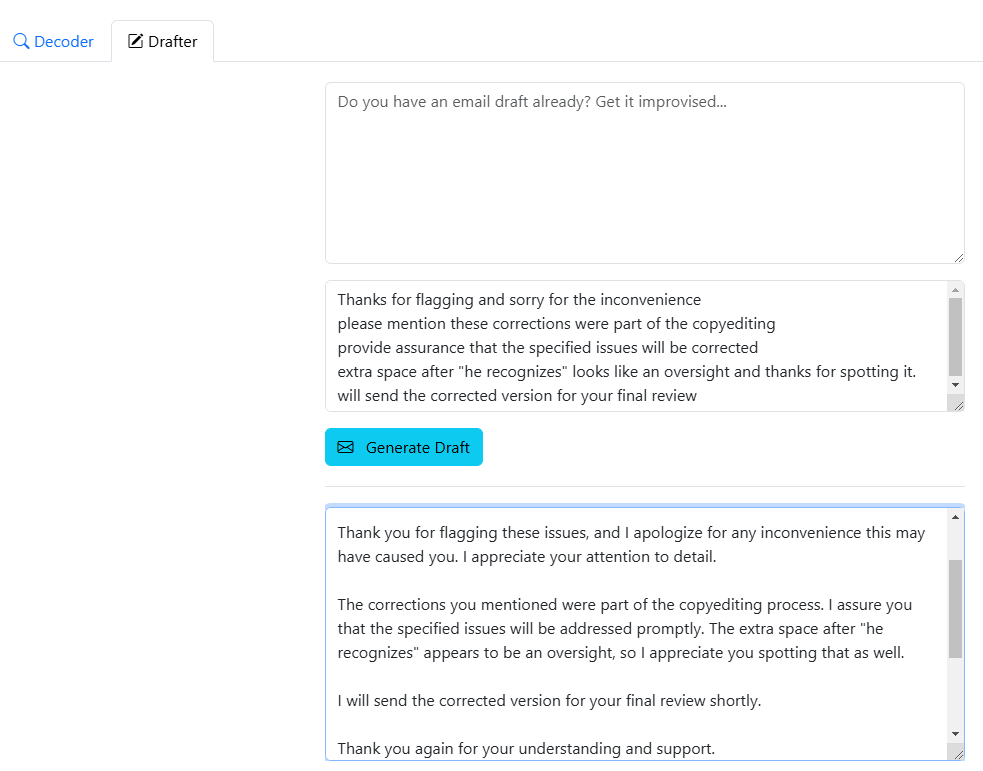 Decoder
Drafter
Do you have an email draft already? Get it improvised...
Thanks for flagging and sorry for the inconvenience
please mention these corrections were part of the copyediting
provide assurance that the specified issues will be corrected
extra space after "he recognizes" looks like an oversight and thanks for spotting it.
will send the corrected version for your final review
Generate Draft
Thank you for flagging these issues, and I apologize for any inconvenience this may
have caused you. I appreciate your attention to detail.
The corrections you mentioned were part of the copyediting process. I assure you
that the specified issues will be addressed promptly. The extra space after "he
recognizes" appears to be an oversight, so I appreciate you spotting that as well.
I will send the corrected version for your final review shortly.
Thank you again for your understanding and support.